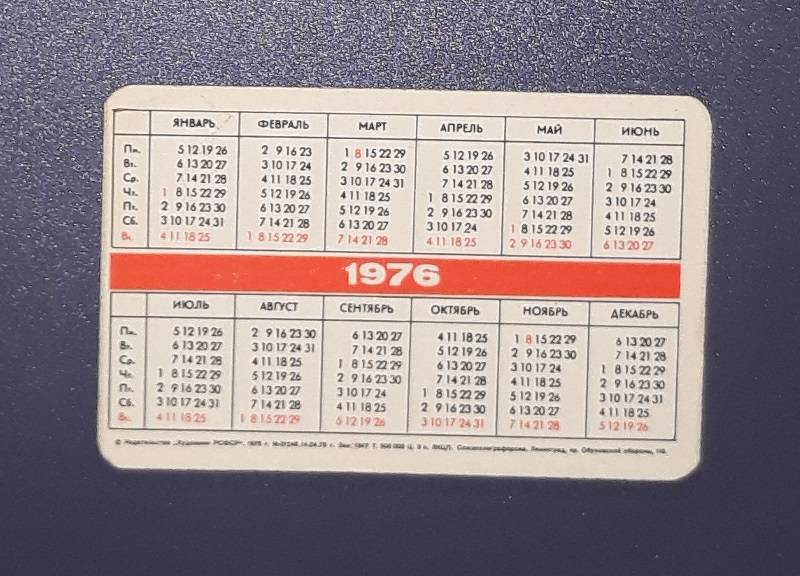 ЯНВАРЬ ФЕВРАЛЬ МАРТ АПРЕЛЬ МАЙ ИЮНЬ
Пн. 5 12 19 26 2 9 16 23 1 8 15 22 29 5 12 19 26 3 10 17 24 31 7 14 21 28
Вт. 6 13 20 27 3 10 17 24 2 9 16 23 30 6 13 20 27 4 11 18 25 1 8 15 22 29
Ср. 7 14 21 28 4 11 18 25 3 10 17 24 31 7 14 21 28 5 12 19 26 2 9 16 23 30
Чт. 1 8 15 22 29 5 12 19 26 4 11 18 25 1 8 15 22 29 6 13 20 27 3 10 17 24
Пт. 2 9 16 23 30 6 13 20 27 5 12 19 26 2 9 16 23 30 7 14 21 28 4 11 18 25
Сб. 3 10 17 24 31 7 14 21 28 6 13 20 27 3 10 17 24 1 8 15 22 29 5 12 19 26
Вс. 4 11 18 25 1 8 15 22 29 7 14 21 28 4 11 18 25 2 9 16 23 30 6 13 20 27
1976
ИЮЛЬ АВГУСТ СЕНТЯБРЬ ОКТЯБРЬ НОЯБРЬ ДЕКАБРЬ
Пн. 5 12 19 26 2 9 16 23 30 6 13 20 27 4 11 18 25 1 8 15 22 29 6 13 20 27
Вт. 6 13 20 27 3 10 17 24 31 7 14 21 28 5 12 19 26 2 9 16 23 30 7 14 21 28
Ср. 7 14 21 28 4 11 18 25 1 8 15 22 29 6 13 20 27 3 10 17 24 1 8 15 22 29
Чт. 1 8 15 22 29 5 12 19 26 2 9 16 23 30 7 14 21 28 4 11 18 25 2 9 16 23 30
Пт. 2 9 16 23 30 6 13 20 27 3 10 17 24 1 8 15 22 29 5 12 19 26 3 10 17 24 31
Сб. 3 10 17 24 31 7 14 21 28 4 11 18 25 2 9 16 23 30 6 13 20 27 4 11 18 25
Вс. 4 11 18 25 1 8 15 22 29 5 12 19 26 3 10 17 24 31 7 14 21 28 5 12 19 26
© Издательство „Художник РСФСР", 1975 г. Т. 500 000 Ц. 3 к. Ленинград, пр. Обуховской обороны, 110.